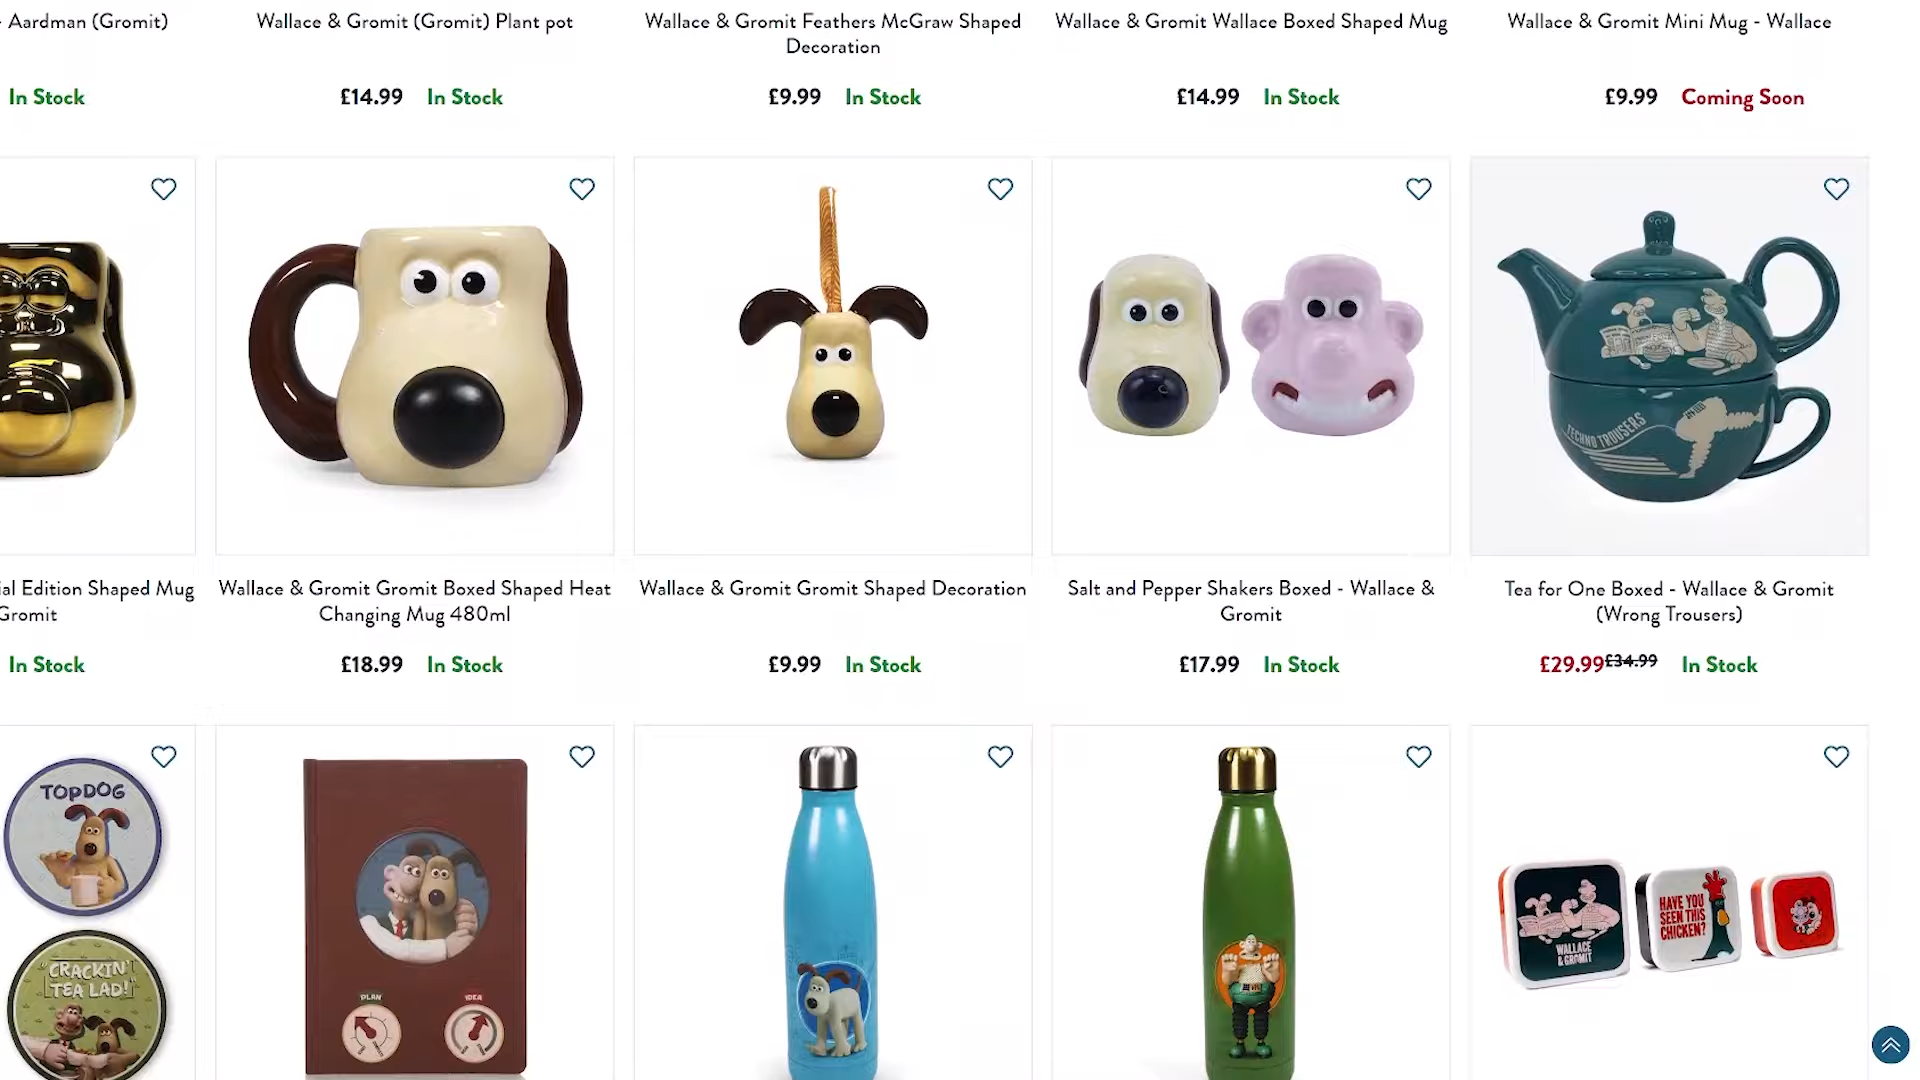 - Aardman (Gromit)
Wallace & Gromit (Gromit) Plant pot
Wallace & Gromit Feathers McGraw Shaped
Decoration
Wallace & Gromit Wallace Boxed Shaped Mug
Wallace & Gromit Mini Mug - Wallace
In Stock
£14.99 In Stock
£9.99 In Stock
£14.99 In Stock
£9.99 Coming Soon
TECHNO TROUSERS
Edition Shaped Mug
Gromit
Wallace & Gromit Gromit Boxed Shaped Heat
Changing Mug 480ml
Wallace & Gromit Gromit Shaped Decoration
Salt and Pepper Shakers Boxed - Wallace &
Gromit
Tea for One Boxed - Wallace & Gromit
(Wrong Trousers)
In Stock
£18.99 In Stock
£9.99 In Stock
£17.99 In Stock
£29.99 £34.99 In Stock
TOPDOG
"CRACKIN'
TEA LAD!"
PLAN
IDEA
WALLACE
& GROMIT
HAVE YOU
SEEN THIS
CHICKEN?